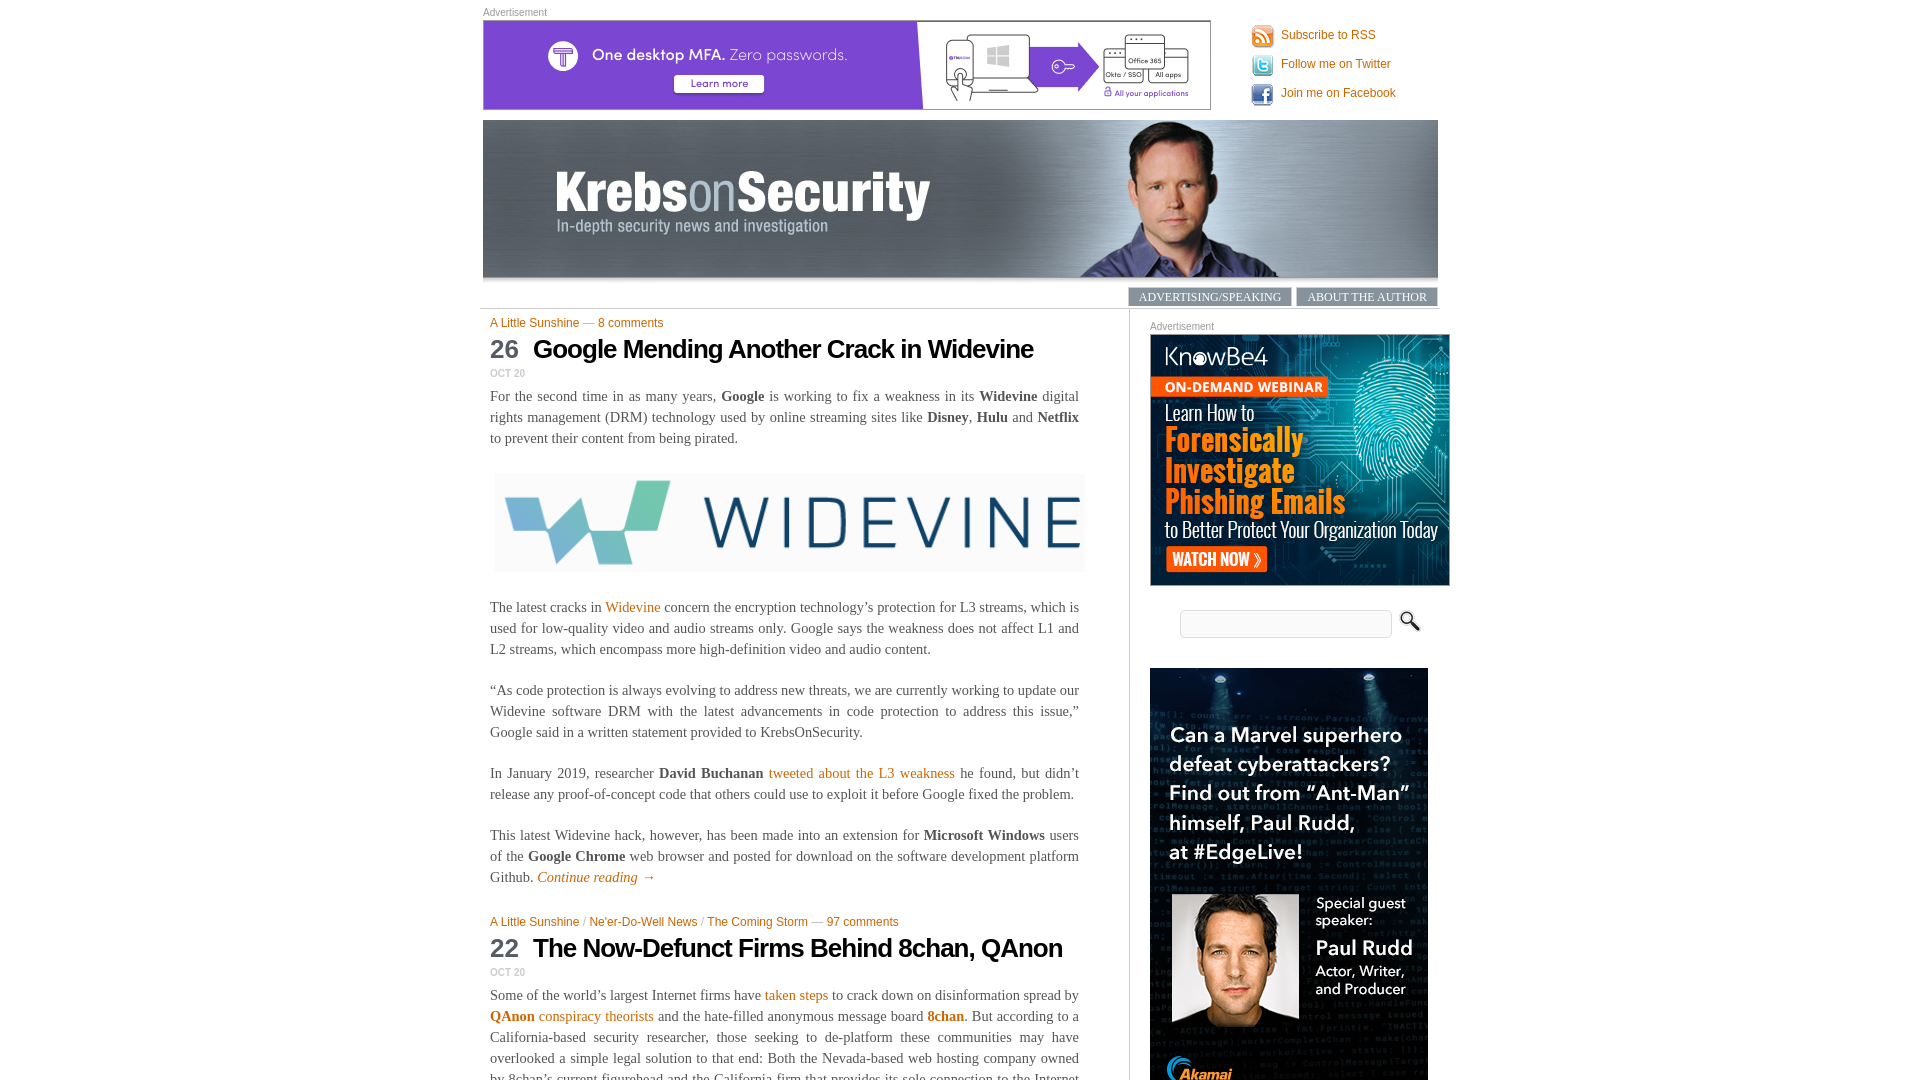 Advertisement
One desktop MFA. Zero passwords.
Learn more
Office 365
Okta / SSO
All apps
All your applications
Subscribe to RSS
Follow me on Twitter
Join me on Facebook
KrebsonSecurity
In-depth security news and investigation
ADVERTISING/SPEAKING
ABOUT THE AUTHOR
A Little Sunshine — 8 comments
26 Google Mending Another Crack in Widevine
OCT 20
For the second time in as many years, Google is working to fix a weakness in its Widevine digital
rights management (DRM) technology used by online streaming sites like Disney, Hulu and Netflix
to prevent their content from being pirated.
WIDEVINE
The latest cracks in Widevine concern the encryption technology’s protection for L3 streams, which is
used for low-quality video and audio streams only. Google says the weakness does not affect L1 and
L2 streams, which encompass more high-definition video and audio content.
“As code protection is always evolving to address new threats, we are currently working to update our
Widevine software DRM with the latest advancements in code protection to address this issue,”
Google said in a written statement provided to KrebsOnSecurity.
In January 2019, researcher David Buchanan tweeted about the L3 weakness he found, but didn’t
release any proof-of-concept code that others could use to exploit it before Google fixed the problem.
This latest Widevine hack, however, has been made into an extension for Microsoft Windows users
of the Google Chrome web browser and posted for download on the software development platform
Github. Continue reading →
A Little Sunshine / Ne'er-Do-Well News / The Coming Storm — 97 comments
22 The Now-Defunct Firms Behind 8chan, QAnon
OCT 20
Some of the world’s largest Internet firms have taken steps to crack down on disinformation spread by
QAnon conspiracy theorists and the hate-filled anonymous message board 8chan. But according to a
California-based security researcher, those seeking to de-platform these communities may have
overlooked a simple legal solution to that end: Both the Nevada-based web hosting company owned
by 8chan’s current figurehead and the California firm that provides its sole connection to the Internet
Advertisement
KnowBe4
ON-DEMAND WEBINAR
Learn How to
Forensically
Investigate
Phishing Emails
to Better Protect Your Organization Today
WATCH NOW
Can a Marvel superhero
defeat cyberattackers?
Find out from “Ant-Man”
himself, Paul Rudd,
at #EdgeLive!
Special guest
speaker:
Paul Rudd
Actor, Writer,
and Producer
Akamai